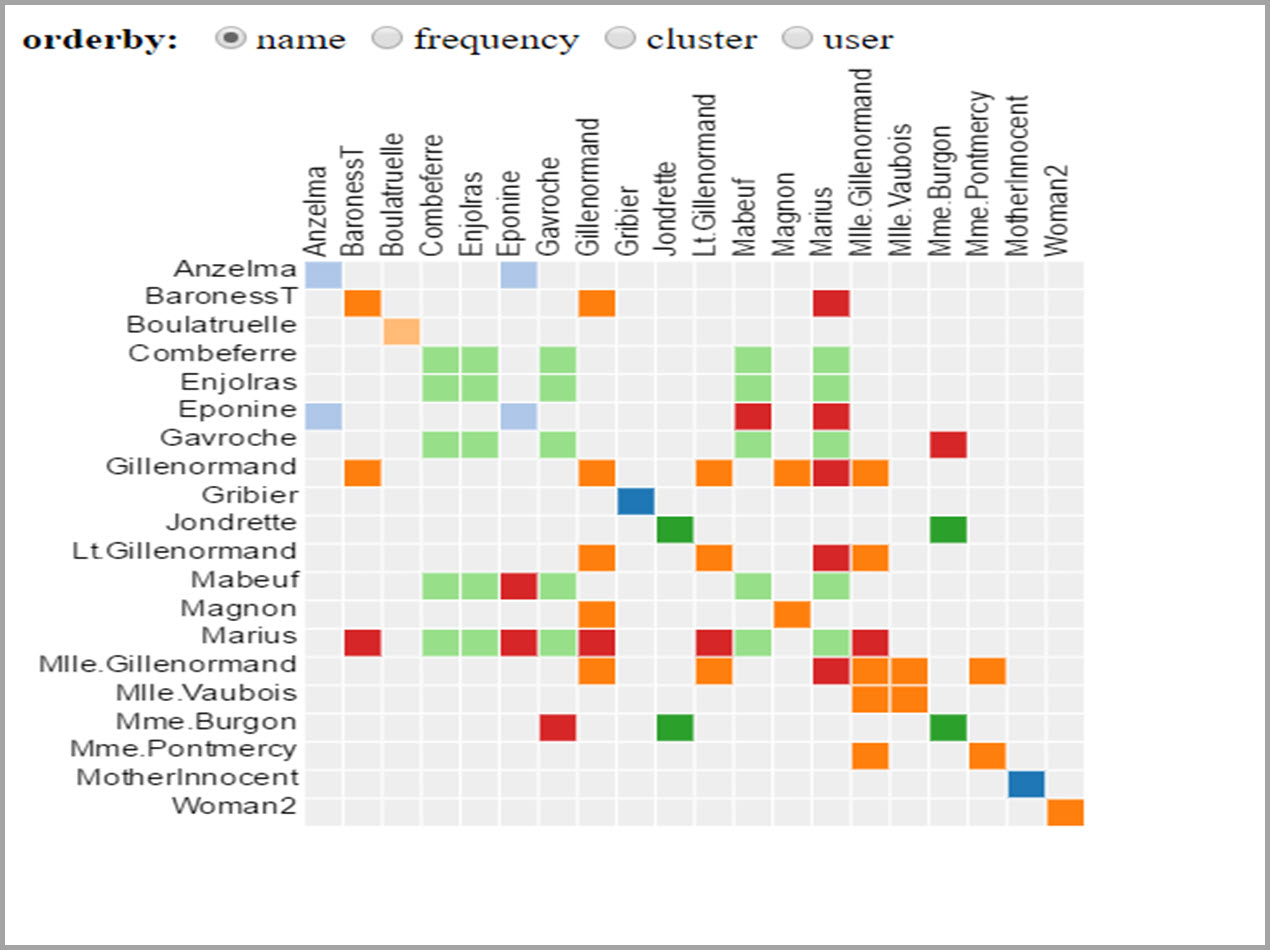 orderby: name frequency cluster user
Anzelma
BaronessT
Boulatruelle
Combeferre
Enjolras
Eponine
Gavroche
Gillenormand
Gribier
Jondrette
Lt.Gillenormand
Mabeuf
Magnon
Marius
Mlle.Gillenormand
Mlle.Vaubois
Mme.Burgon
Mme.Pontmercy
MotherInnocent
Woman2
Anzelma
BaronessT
Boulatruelle
Combeferre
Enjolras
Eponine
Gavroche
Gillenormand
Gribier
Jondrette
Lt.Gillenormand
Mabeuf
Magnon
Marius
Mlle.Gillenormand
Mlle.Vaubois
Mme.Burgon
Mme.Pontmercy
MotherInnocent
Woman2